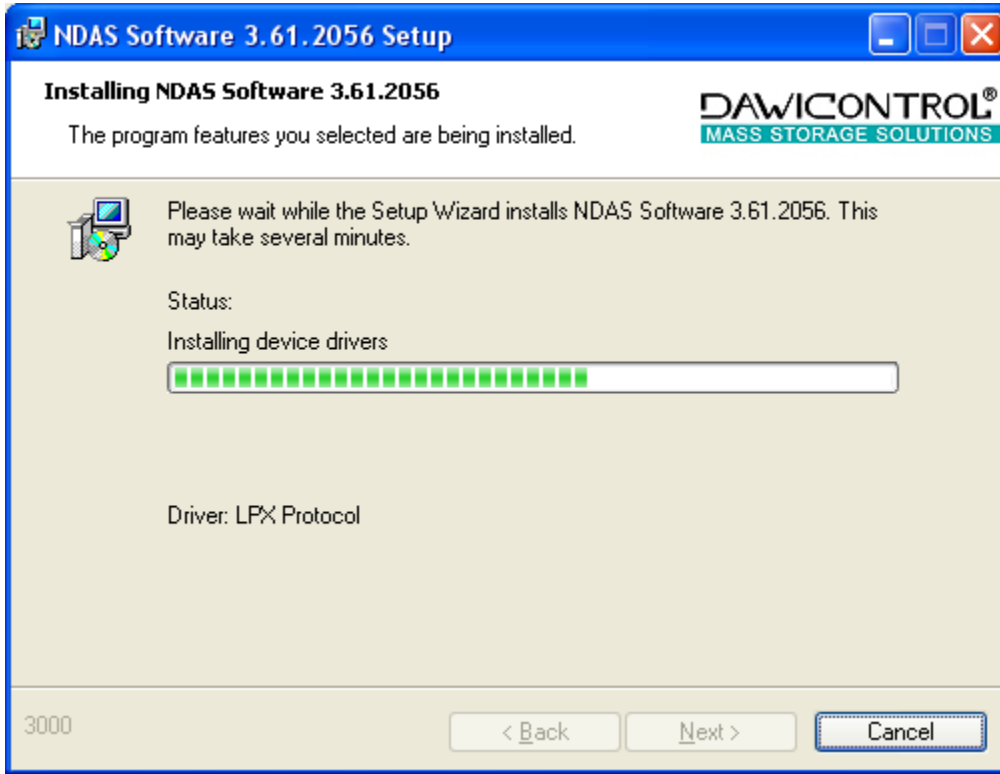 NDAS Software 3.61.2056 Setup
Installing NDAS Software 3.61.2056
The program features you selected are being installed.
DAWICONTROL®
MASS STORAGE SOLUTIONS
Please wait while the Setup Wizard installs NDAS Software 3.61.2056. This
may take several minutes.
Status:
Installing device drivers
Driver: LPX Protocol
3000
< Back
Next >
Cancel